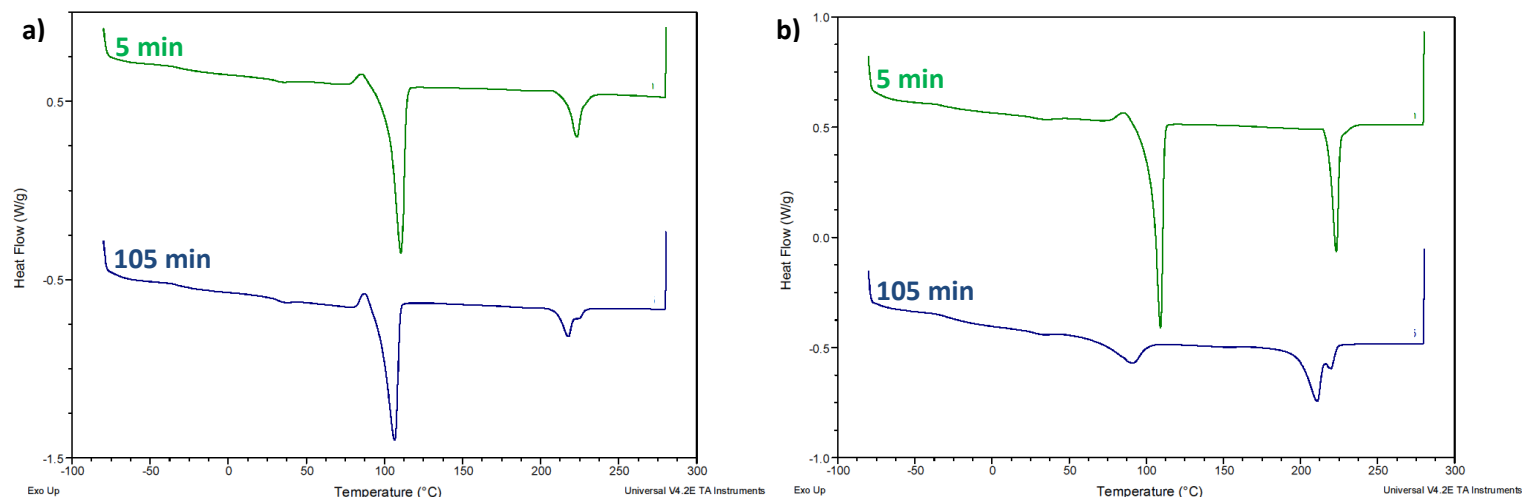 a)
5 min
0.5
105 min
-0.5
-1.5
Heat Flow (W/g)
-100 -50 0 50 100 150 200 250 300
Exo Up Temperature (°C) Universal V4.2E TA Instruments
b)
1.0
5 min
0.5
0.0
105 min
-0.5
-1.0
Heat Flow (W/g)
-100 -50 0 50 100 150 200 250 300
Exo Up Temperature (°C) Universal V4.2E TA Instruments